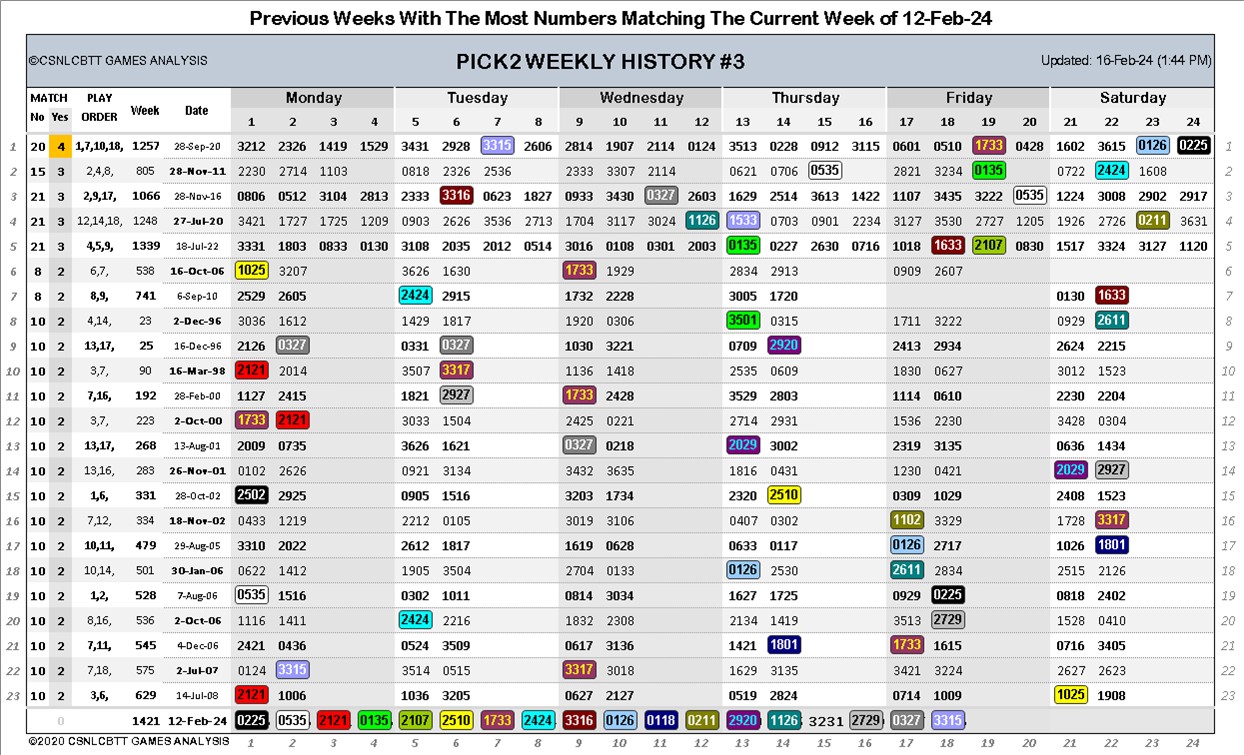 Previous Weeks With The Most Numbers Matching The Current Week of 12-Feb-24
©CSNLCBTT GAMES ANALYSIS PICK2 WEEKLY HISTORY #3 Updated: 16-Feb-24 (1:44 PM)
MATCH PLAY Week Date Monday Tuesday Wednesday Thursday Friday Saturday
No Yes ORDER 1 2 3 4 5 6 7 8 9 10 11 12 13 14 15 16 17 18 19 20 21 22 23 24
1 20 4 1,7,10,18, 1257 28-Sep-20 3212 2326 1419 1529 3431 2928 3315 2606 2814 1907 2114 0124 3513 0228 0912 3115 0601 0510 1733 0428 1602 3615 0126 0225 1
2 15 3 2,4,8, 805 28-Nov-11 2230 2714 1103 0818 2326 2536 2333 3307 2114 0621 0706 0535 2821 3234 0135 0722 2424 1608 2
3 21 3 2,9,17, 1066 28-Nov-16 0806 0512 3104 2813 2333 3316 0623 1827 0933 3430 0327 2603 1629 2514 3613 1422 1107 3435 3222 0535 1224 3008 2902 2917 3
4 21 3 12,14,18, 1248 27-Jul-20 3421 1727 1725 1209 0903 2626 3536 2713 1704 3117 3024 1126 1533 0703 0901 2234 3127 3530 2727 1205 1926 2726 0211 3631 4
5 21 3 4,5,9, 1339 18-Jul-22 3331 1803 0833 0130 3108 2035 2012 0514 3016 0108 0301 2003 0135 0227 2630 0716 1018 1633 2107 0830 1517 3324 3127 1120 5
6 8 2 6,7, 538 16-Oct-06 1025 3207 3626 1630 1733 1929 2834 2913 0909 2607 6
7 8 2 8,9, 741 6-Sep-10 2529 2605 2424 2915 1732 2228 3005 1720 0130 1633 7
8 10 2 4,14, 23 2-Dec-96 3036 1612 1429 1817 1920 0306 3501 0315 1711 3222 0929 2611 8
9 10 2 13,17, 25 16-Dec-96 2126 0327 0331 0327 1030 3221 0709 2920 2413 2934 2624 2215 9
10 10 2 3,7, 90 16-Mar-98 2121 2014 3507 3317 1136 1418 2535 0609 1830 0627 3012 1523 10
11 10 2 7,16, 192 28-Feb-00 1127 2415 1821 2927 1733 2428 3529 2803 1114 0610 2230 2204 11
12 10 2 3,7, 223 2-Oct-00 1733 2121 3033 1504 2425 0221 2714 2931 1536 2230 3428 0304 12
13 10 2 13,17, 268 13-Aug-01 2009 0735 3626 1621 0327 0218 2029 3002 2319 3135 0636 1434 13
14 10 2 13,16, 283 26-Nov-01 0102 2626 0921 3134 3432 3635 1816 0431 1230 0421 2029 2927 14
15 10 2 1,6, 331 28-Oct-02 2502 2925 0905 1516 3203 1734 2320 2510 0309 1029 2408 1523 15
16 10 2 7,12, 334 18-Nov-02 0433 1219 2212 0105 3019 3106 0407 0302 1102 3329 1728 3317 16
17 10 2 10,11, 479 29-Aug-05 3310 2022 2612 1817 1619 0628 0633 0117 0126 2717 1026 1801 17
18 10 2 10,14, 501 30-Jan-06 0622 1412 1905 3504 2704 0133 0126 2530 2611 2834 2515 2126 18
19 10 2 1,2, 528 7-Aug-06 0535 1516 0302 1011 0814 3034 1627 1725 0929 0225 0818 2402 19
20 10 2 8,16, 536 2-Oct-06 1116 1411 2424 2216 1832 2308 2134 1419 3513 2729 1528 0410 20
21 10 2 7,11, 545 4-Dec-06 2421 0436 0524 3509 0617 3136 1421 1801 1733 1615 0716 3405 21
22 10 2 7,18, 575 2-Jul-07 0124 3315 3514 0515 3317 3018 1629 3135 3421 3224 2627 2623 22
23 10 2 3,6, 629 14-Jul-08 2121 1006 1036 3205 0627 2127 0519 2824 0714 1009 1025 1908 23
0 1421 12-Feb-24 0225 0535 2121 0135 2107 2510 1733 2424 3316 0126 0118 0211 2920 1126 3231 2729 0327 3315
©2020 CSNLCBTT GAMES ANALYSIS 1 2 3 4 5 6 7 8 9 10 11 12 13 14 15 16 17 18 19 20 21 22 23 24